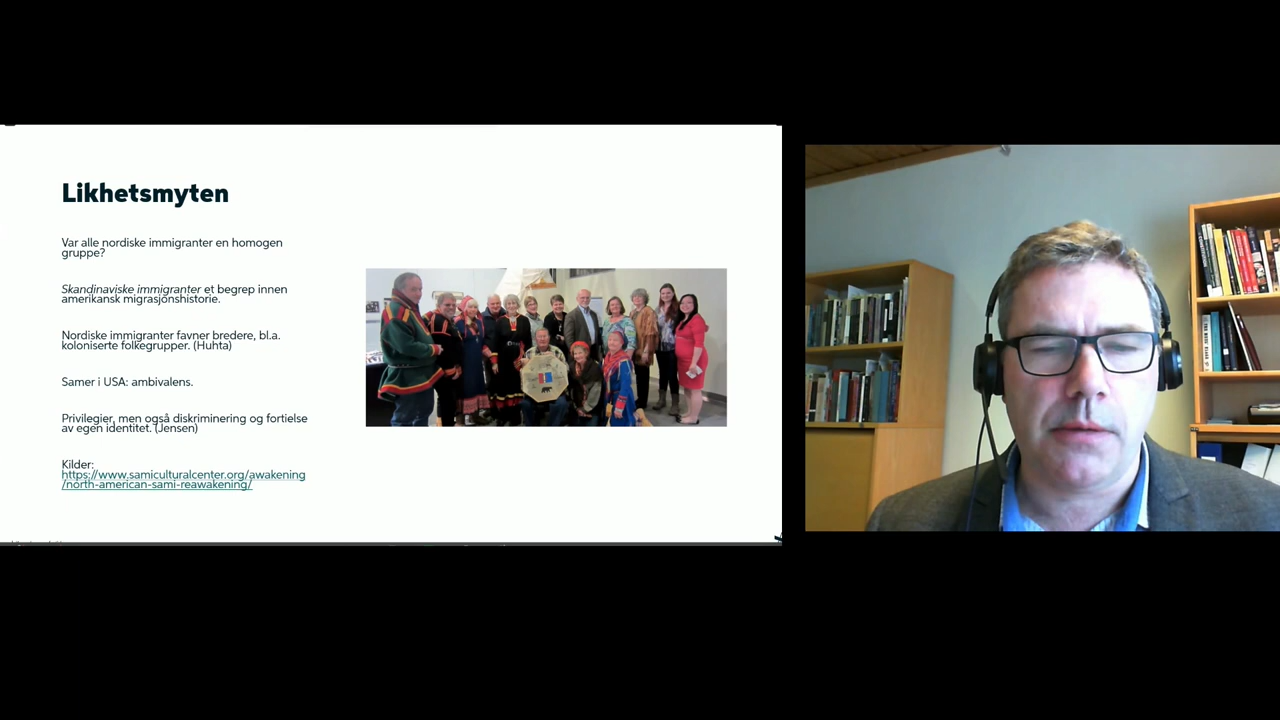 Likhetsmyten
Var alle nordiske immigranter en homogen
gruppe?
Skandinaviske immigranter et begrep innen
amerikansk migrasjonshistorie.
Nordiske immigranter favner bredere, bl.a.
koloniserte folkegrupper. (Huhta)
Samer i USA: ambivalens.
Privilegier, men også diskriminering og fortielse
av egen identitet. (Jensen)
Kilder:
https://www.samiculturalcenter.org/awakening
/north-american-sami-reawakening/